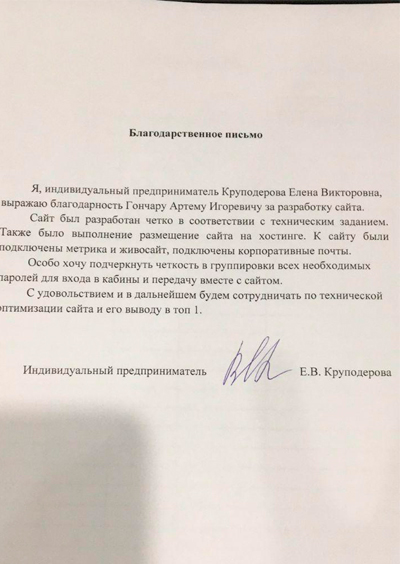 Благодарственное письмо
Я, индивидуальный предприниматель Круподерова Елена Викторовна,
выражаю благодарность Гончару Артему Игоревичу за разработку сайта.
Сайт был разработан четко в соответствии с техническим заданием.
Также было выполнение размещение сайта на хостинге. К сайту были
подключены метрика и живосайт, подключены корпоративные почты.
Особо хочу подчеркнуть четкость в группировки всех необходимых
паролей для входа в кабины и передачу вместе с сайтом.
С удовольствием и в дальнейшем будем сотрудничать по технической
оптимизации сайта и его выводу в топ 1.
Индивидуальный предприниматель Е.В. Круподерова